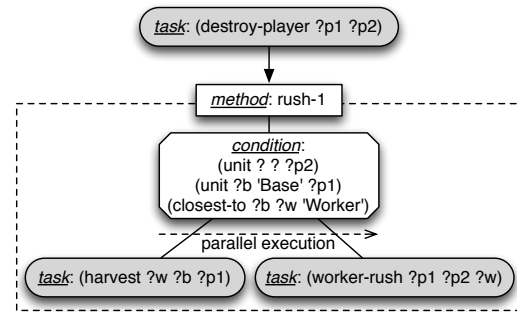 task: (destroy-player ?p1 ?p2)
method: rush-1
condition:
(unit ? ? ?p2)
(unit ?b 'Base' ?p1)
(closest-to ?b ?w 'Worker')
parallel execution
task: (harvest ?w ?b ?p1)
task: (worker-rush ?p1 ?p2 ?w)